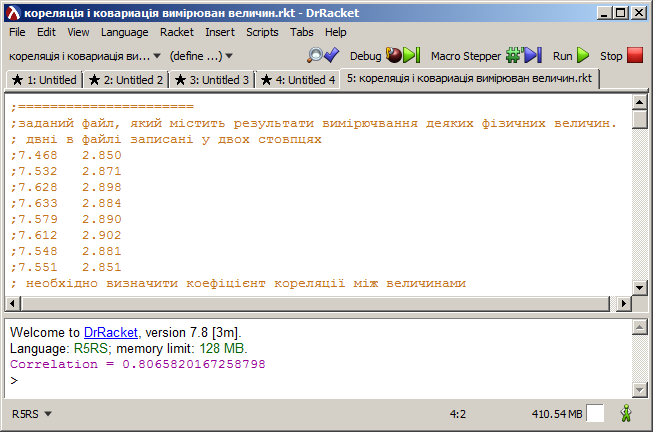 кореляція і ковариація вимірюван величин.rkt - DrRacket
File Edit View Language Racket Insert Scripts Tabs Help
кореляція і ковариація ви... (define ...) Debug Macro Stepper Run Stop
1: Untitled 2: Untitled 2 3: Untitled 3 4: Untitled 4 5: кореляція і ковариація вимірюван величин.rkt
;======================
;заданий файл, який містить результати вимірючвання деяких фізичних величин.
; двні в файлі записані у двох стовпцях
;7.468 2.850
;7.532 2.871
;7.628 2.898
;7.633 2.884
;7.579 2.890
;7.612 2.902
;7.548 2.881
;7.551 2.851
; необхідно визначити коефіцієнт кореляції між величинами
Welcome to DrRacket, version 7.8 [3m].
Language: R5RS; memory limit: 128 MB.
Correlation = 0.8065820167258798
>
R5RS 4:2 410.54 MB